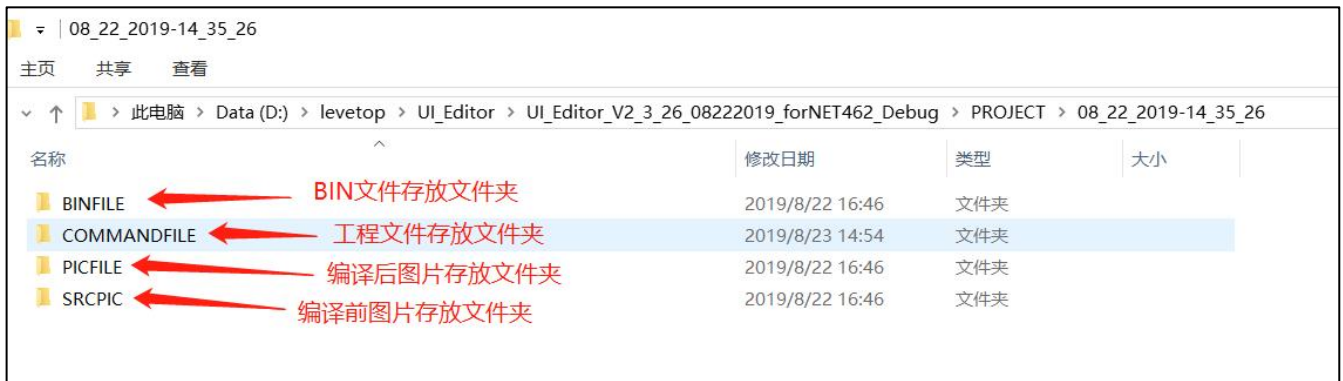 08_22_2019-14_35_26
主页 共享 查看
此电脑 > Data (D:) > levetop > UI_Editor > UI_Editor_V2_3_26_08222019_forNET462_Debug > PROJECT > 08_22_2019-14_35_26
名称 修改日期 类型 大小
BINFILE BIN文件存放文件夹 2019/8/22 16:46 文件夹
COMMANDFILE 工程文件存放文件夹 2019/8/23 14:54 文件夹
PICFILE 编译后图片存放文件夹 2019/8/22 16:46 文件夹
SRCPIC 编译前图片存放文件夹 2019/8/22 16:46 文件夹